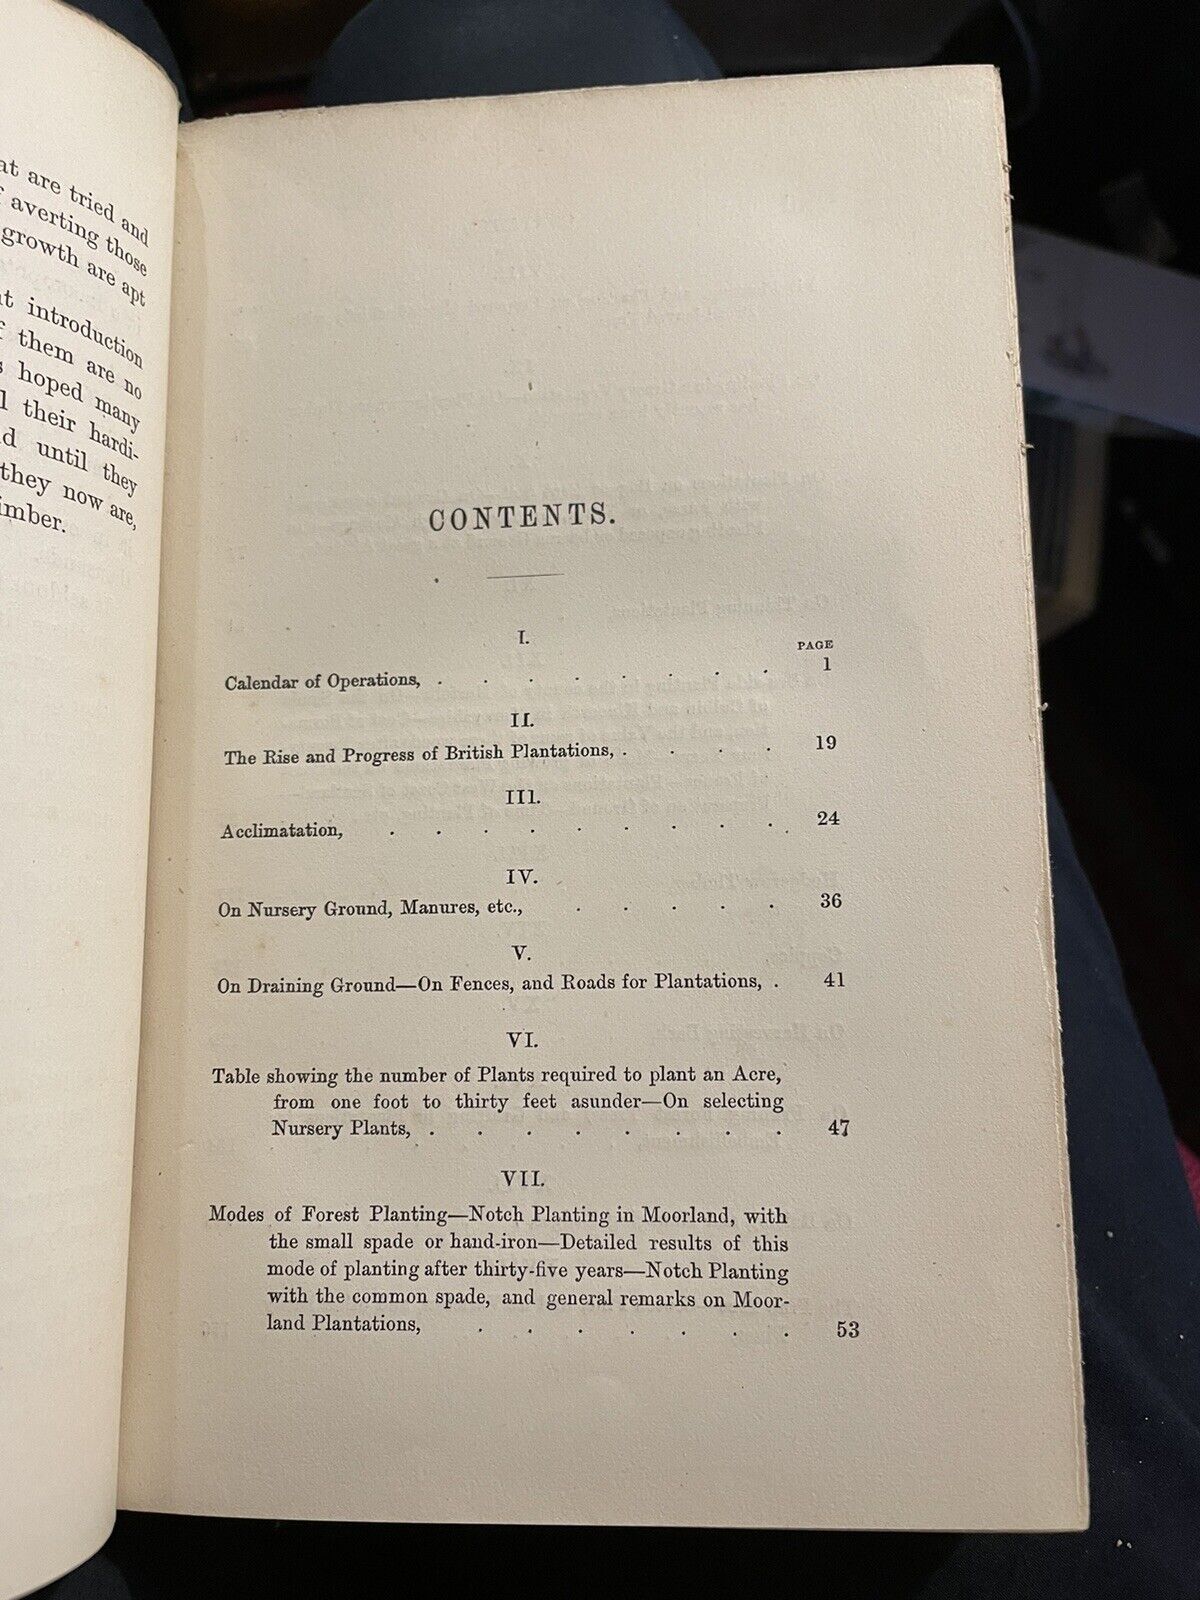 at are tried and
averting those
growth are apt
introduction
them are no
hoped many
their hardi-
until they
they now are,
CONTENTS.
I.
PAGE
Calendar of Operations, . . . . . . . . 1
II.
The Rise and Progress of British Plantations, . . . . 19
III.
Acclimatation, . . . . . . . . . 24
IV.
On Nursery Ground, Manures, etc., . . . . . 36
V.
On Draining Ground—On Fences, and Roads for Plantations, . 41
VI.
Table showing the number of Plants required to plant an Acre,
from one foot to thirty feet asunder—On selecting
Nursery Plants, . . . . . . . . 47
VII.
Modes of Forest Planting—Notch Planting in Moorland, with
the small spade or hand-iron—Detailed results of this
mode of planting after thirty-five years—Notch Planting
with the common spade, and general remarks on Moor-
land Plantations, . . . . . . . 53